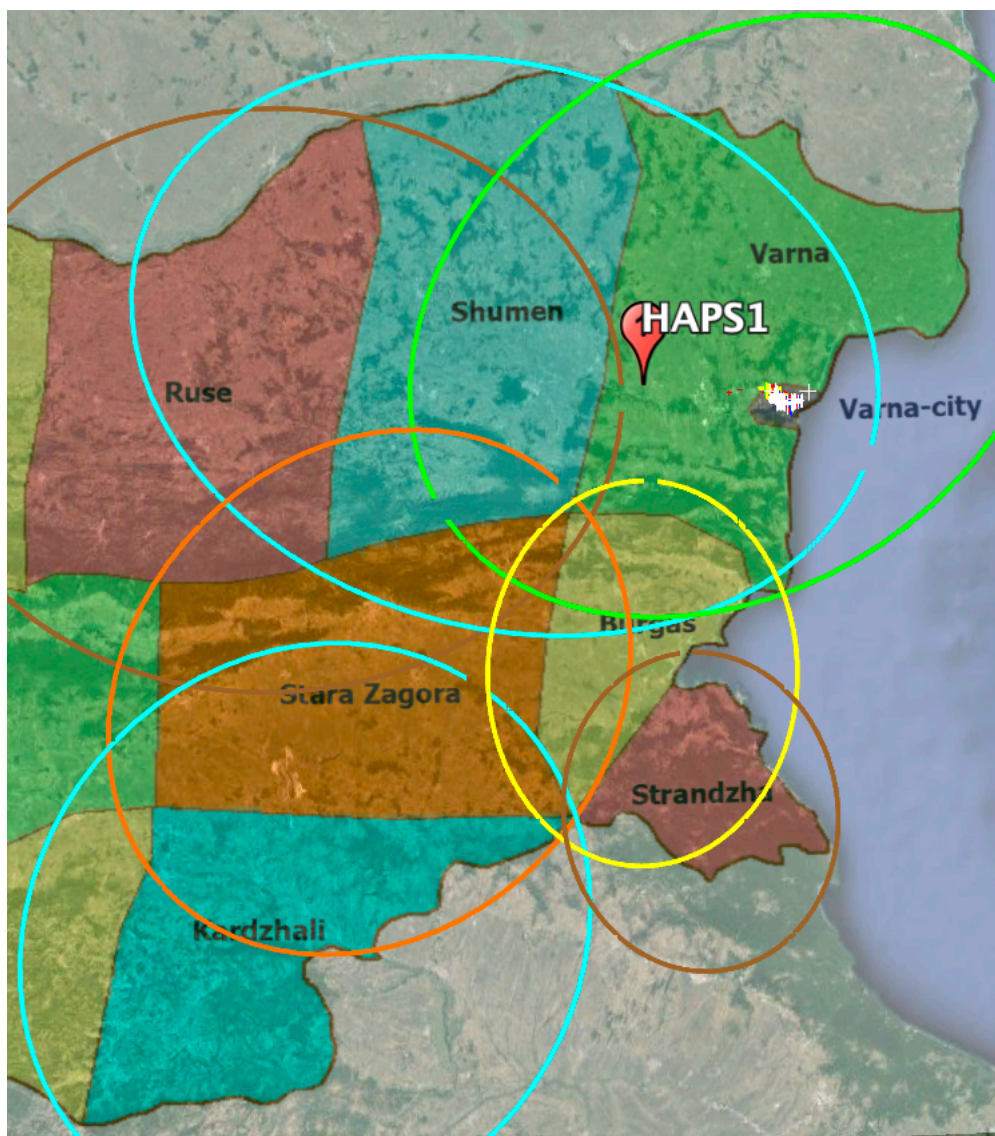 Varna
Shumen
HAPS1
Ruse
Varna-city
Burgas
Stara Zagora
Strandzha
Kardzhali